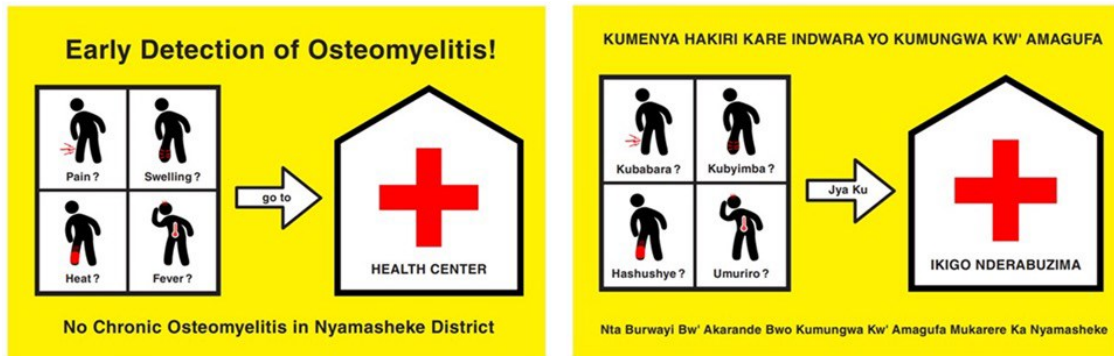 Early Detection of Osteomyelitis!
Pain?
Swelling?
Heat?
Fever?
go to
HEALTH CENTER
No Chronic Osteomyelitis in Nyamasheke District
KUMENYA HAKIRI KARE INDWARA YO KUMUNGWA KW' AMAGUFA
Kubabara?
Kubyimba?
Hashushye?
Umuriro?
Jya Ku
IKIGO NDERABUZIMA
Nta Burwayi Bw' Akarande Bwo Kumungwa Kw' Amagufa Mukarere Ka Nyamasheke